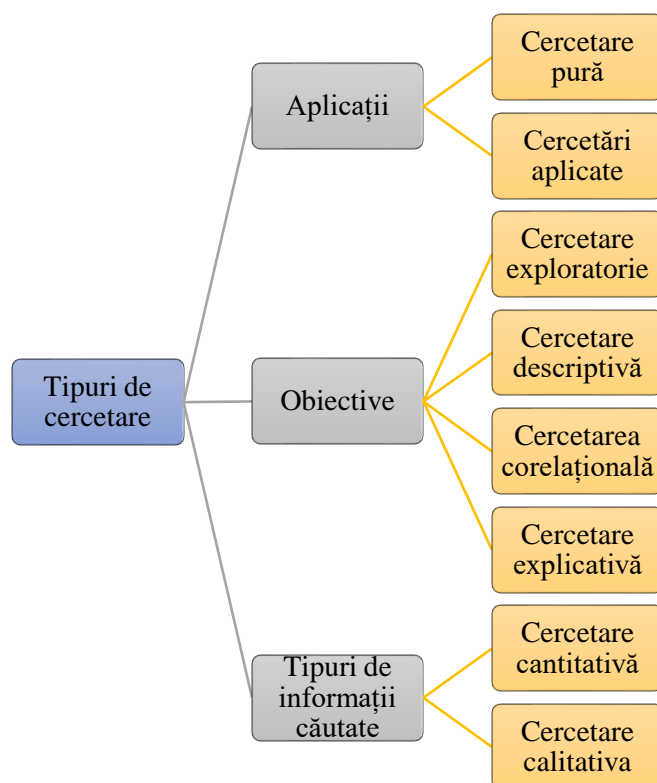 Tipuri de
cercetare
Aplicații
Cercetare
pură
Cercetări
aplicate
Obiective
Cercetare
exploratorie
Cercetare
descriptivă
Cercetarea
corelațională
Cercetare
explicativă
Tipuri de
informații
căutate
Cercetare
cantitativă
Cercetare
calitativa